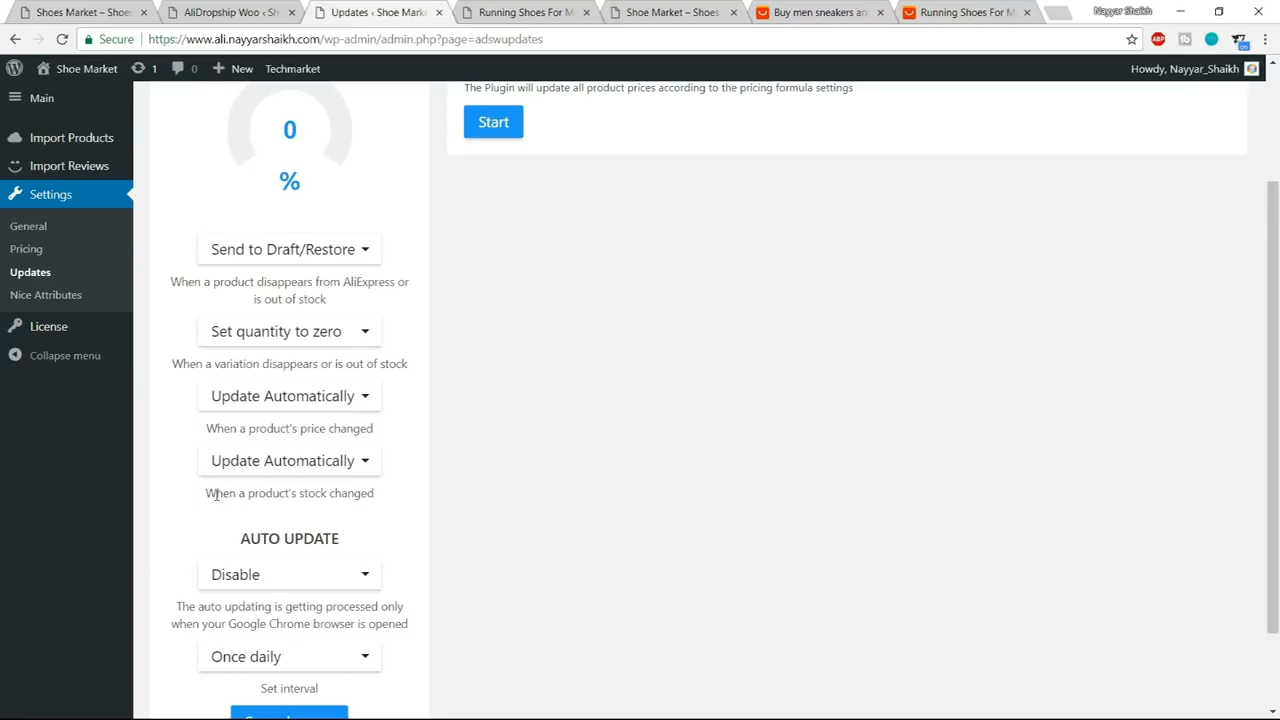 Shoes Market – Shoes
AliDropship Woo ‹ Sh
Updates ‹ Shoe Marke
Running Shoes For M
Shoe Market – Shoes
Buy men sneakers an
Running Shoes For M
Nayyar Shaikh
Secure
https://www.ali.nayyarshaikh.com/wp-admin/admin.php?page=adswupdates
ABP
on
Shoe Market
1
0
New
Techmarket
Howdy, Nayyar_Shaikh
Main
Import Products
Import Reviews
Settings
General
Pricing
Updates
Nice Attributes
License
Collapse menu
0
%
Send to Draft/Restore
When a product disappears from AliExpress or
is out of stock
Set quantity to zero
When a variation disappears or is out of stock
Update Automatically
When a product's price changed
Update Automatically
When a product's stock changed
AUTO UPDATE
Disable
The auto updating is getting processed only
when your Google Chrome browser is opened
Once daily
Set interval
The Plugin will update all product prices according to the pricing formula settings
Start